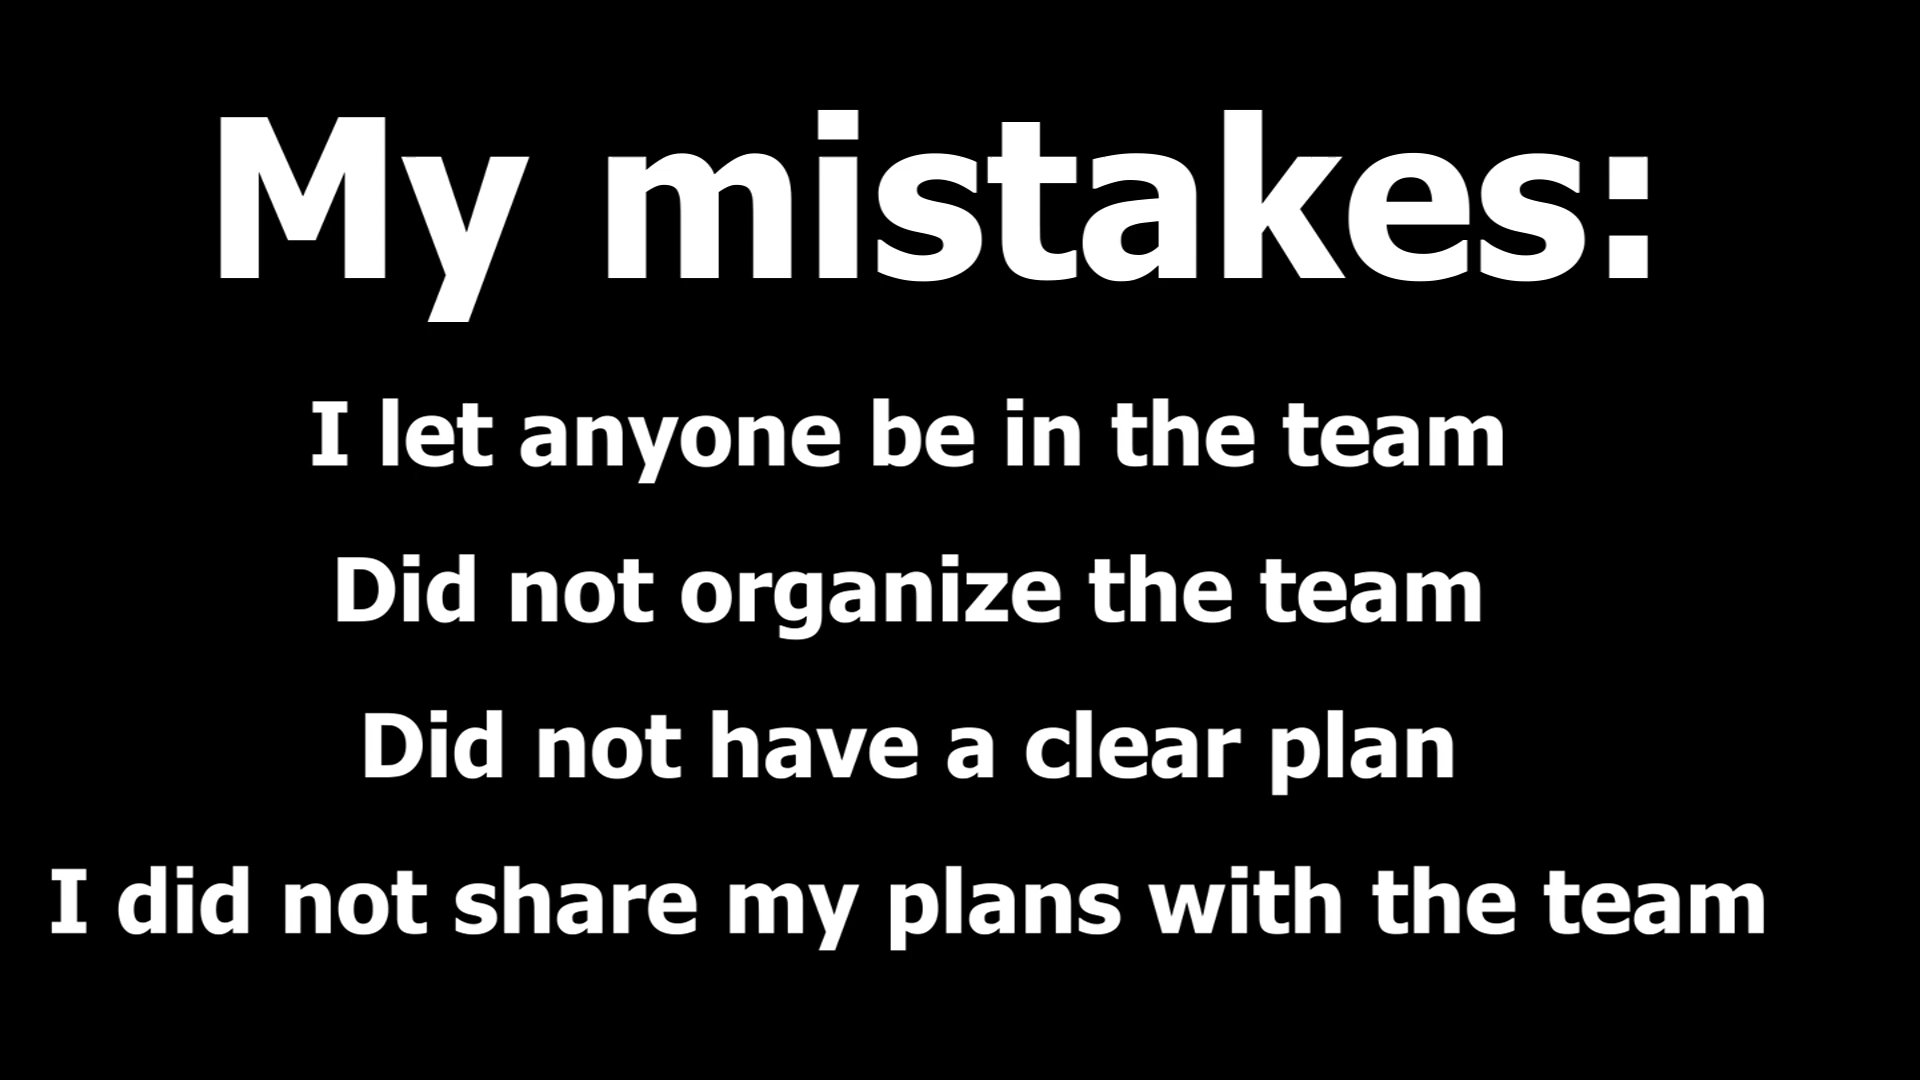 My mistakes:
I let anyone be in the team
Did not organize the team
Did not have a clear plan
I did not share my plans with the team